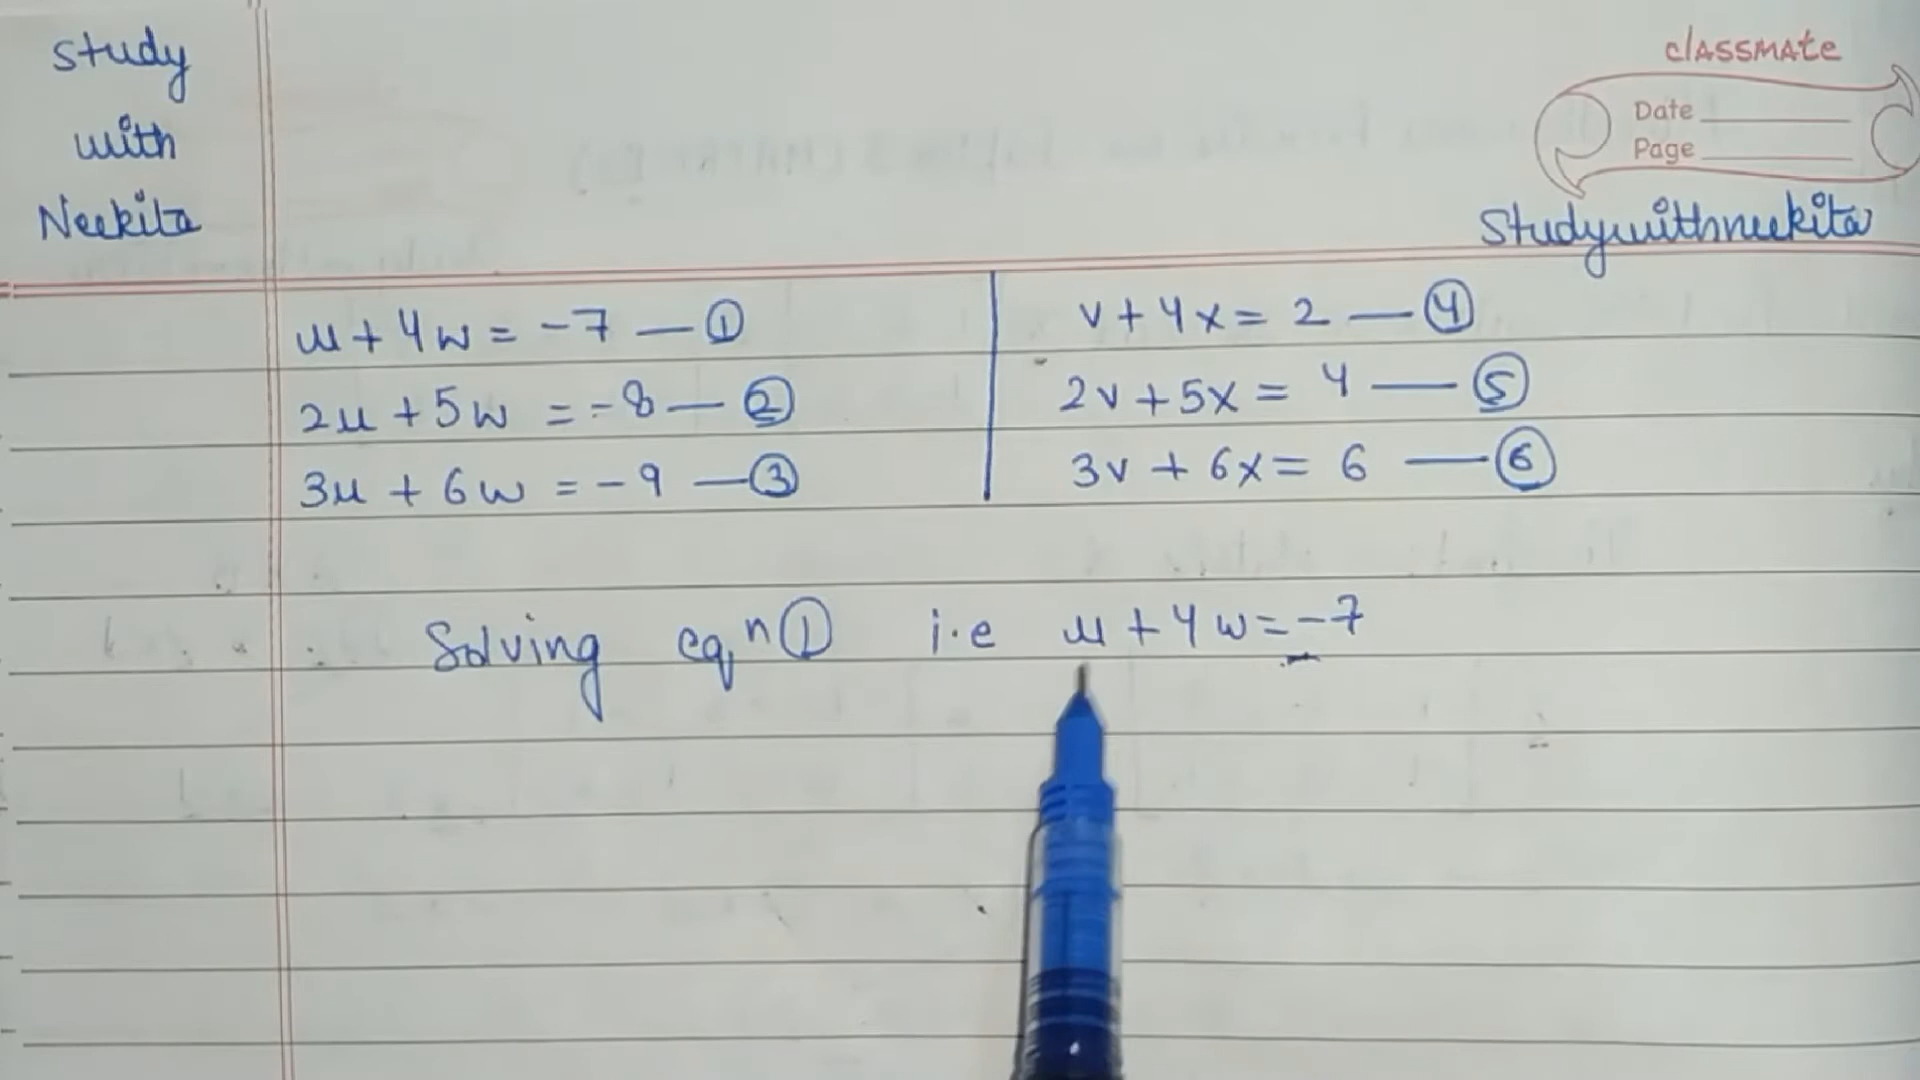 Study
with
Neekita
classmate
Date
Page
Studywithneekita
u + 4w = -7 — ①
2u + 5w = -8 — ②
3u + 6w = -9 — ③
v + 4x = 2 — ④
2v + 5x = 4 — ⑤
3v + 6x = 6 — ⑥
Solving eqⁿ ① i.e u + 4w = -7